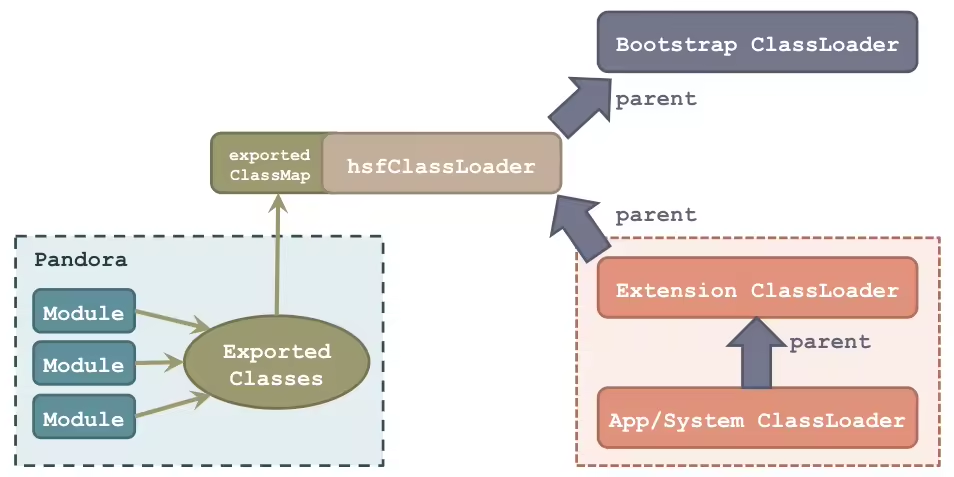 Bootstrap ClassLoader
parent
exported
ClassMap
hsfClassLoader
parent
Pandora
Module
Module
Module
Exported
Classes
Extension ClassLoader
parent
App/System ClassLoader